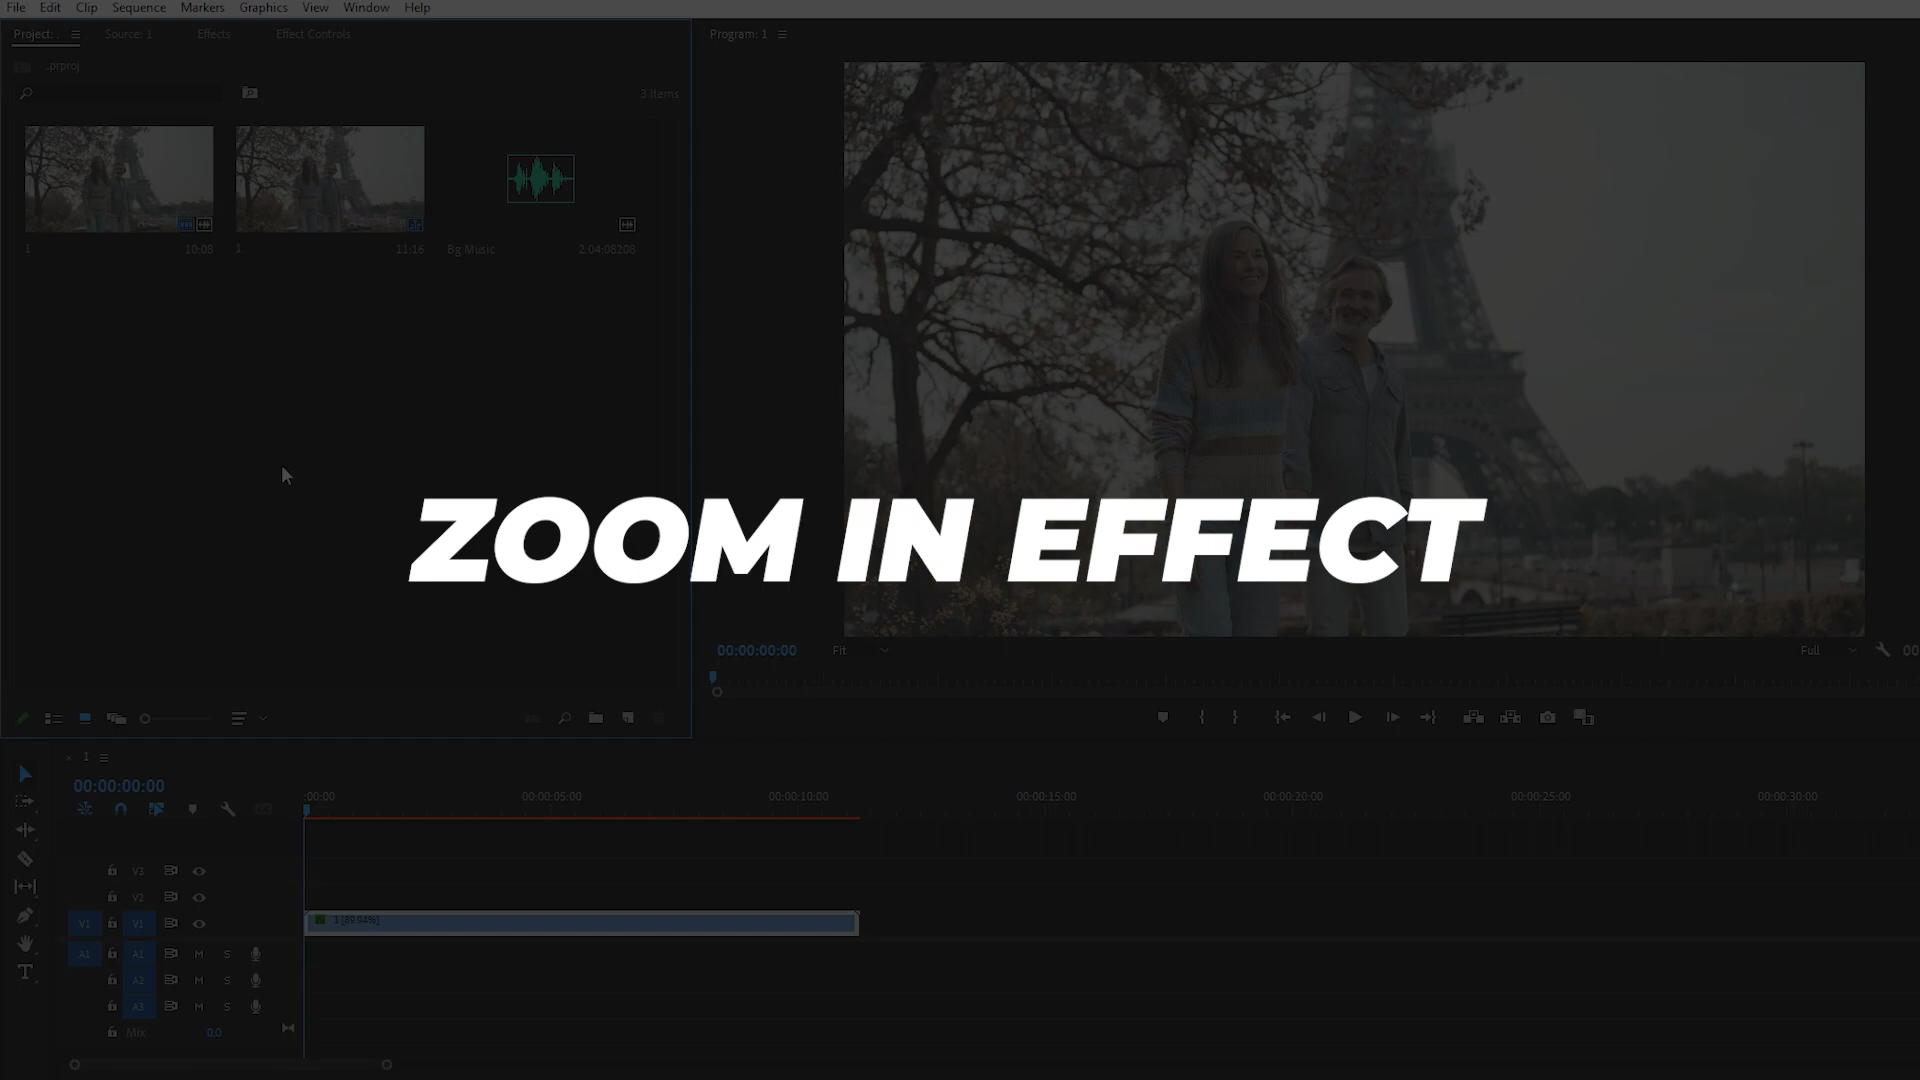 File Edit Clip Sequence Markers Graphics View Window Help
Project: . Source: 1 Effects Effect Controls
Program: 1
.prproj
3 Items
1 10:08
1 11:16
Bg Music 2:04:08208
ZOOM IN EFFECT
00:00:00:00 Fit Full 00
1
00:00:00:00
:00:00 00:00:05:00 00:00:10:00 00:00:15:00 00:00:20:00 00:00:25:00 00:00:30:00
V3
V2
V1 V1 1 [89.94%]
A1 A1 M S
A2 M S
A3 M S
Mix 0.0